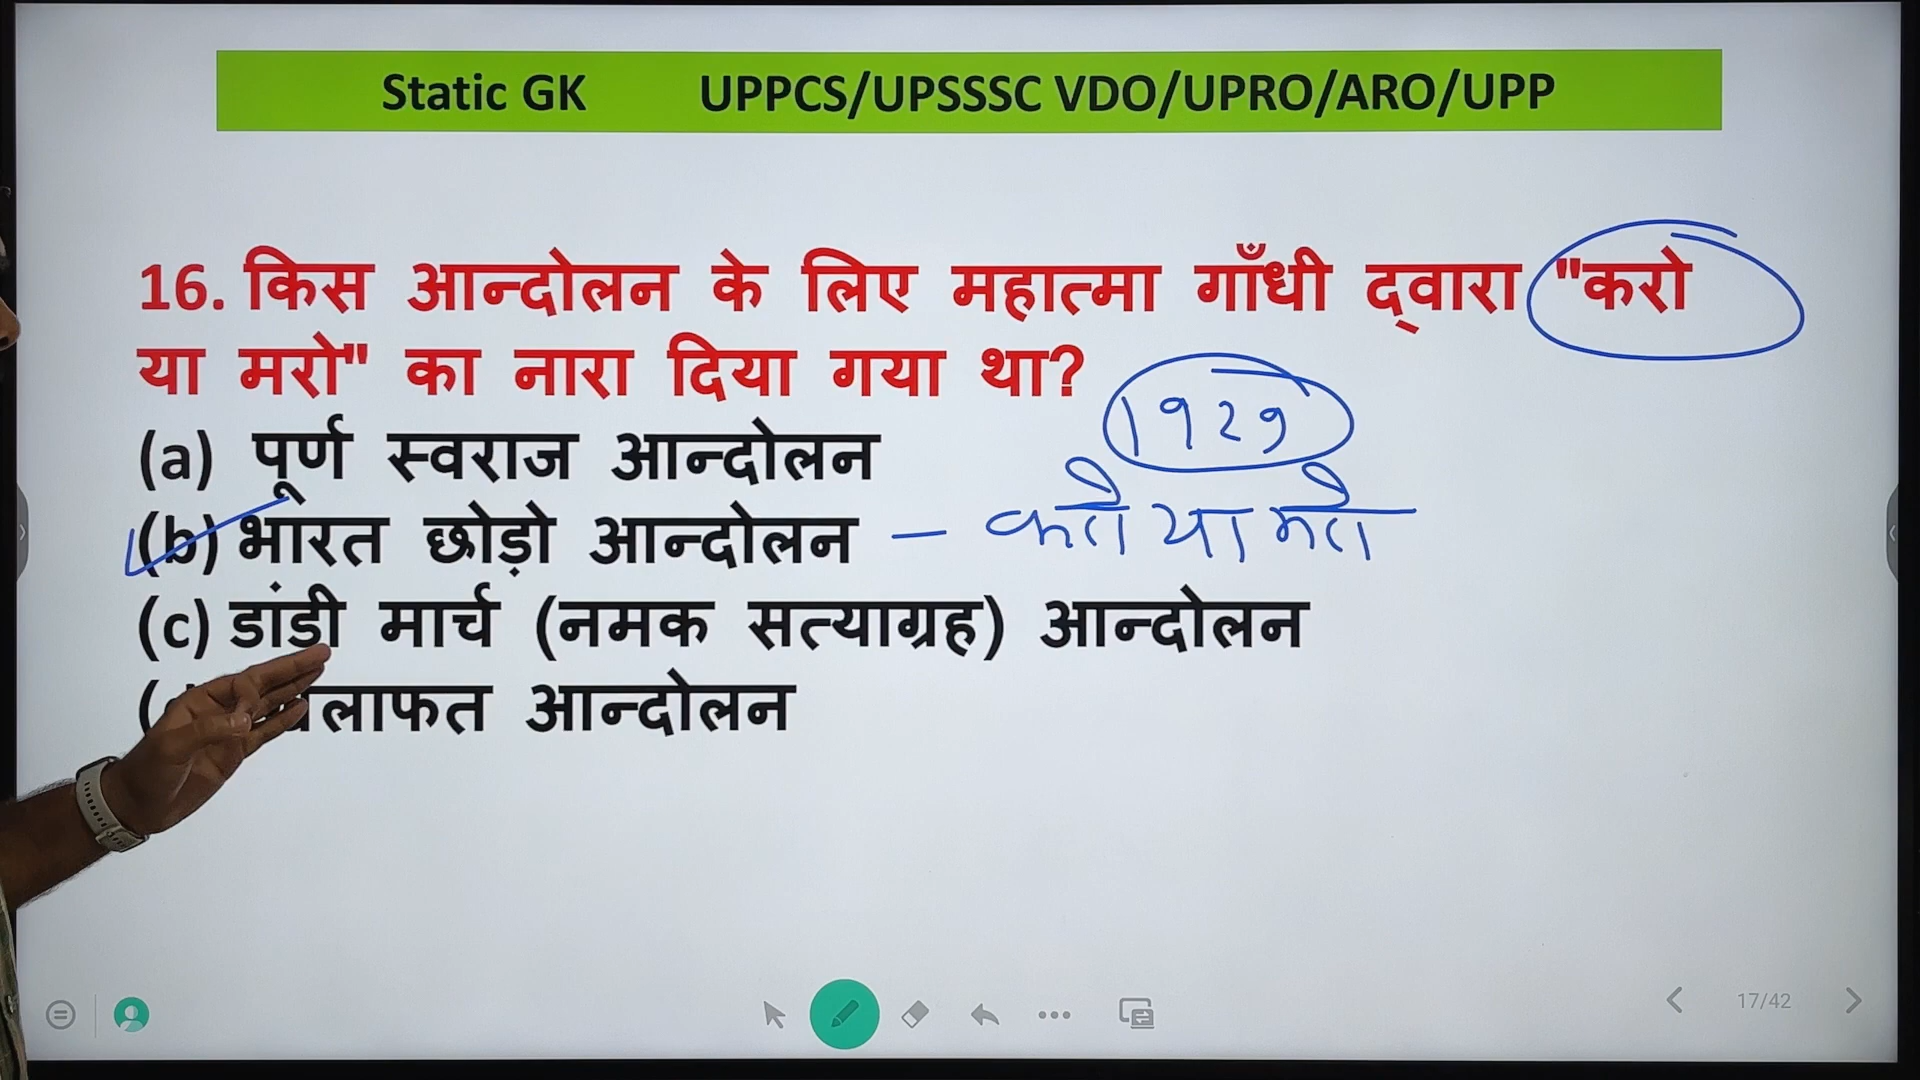 Static GK UPPCS/UPSSSC VDO/UPRO/ARO/UPP
16. किस आन्दोलन के लिए महात्मा गाँधी द्वारा "करो
या मरो" का नारा दिया गया था?
1929
(a) पूर्ण स्वराज आन्दोलन
(b) भारत छोड़ो आन्दोलन – करो या मरो
(c) डांडी मार्च (नमक सत्याग्रह) आन्दोलन
आन्दोलन
17/42